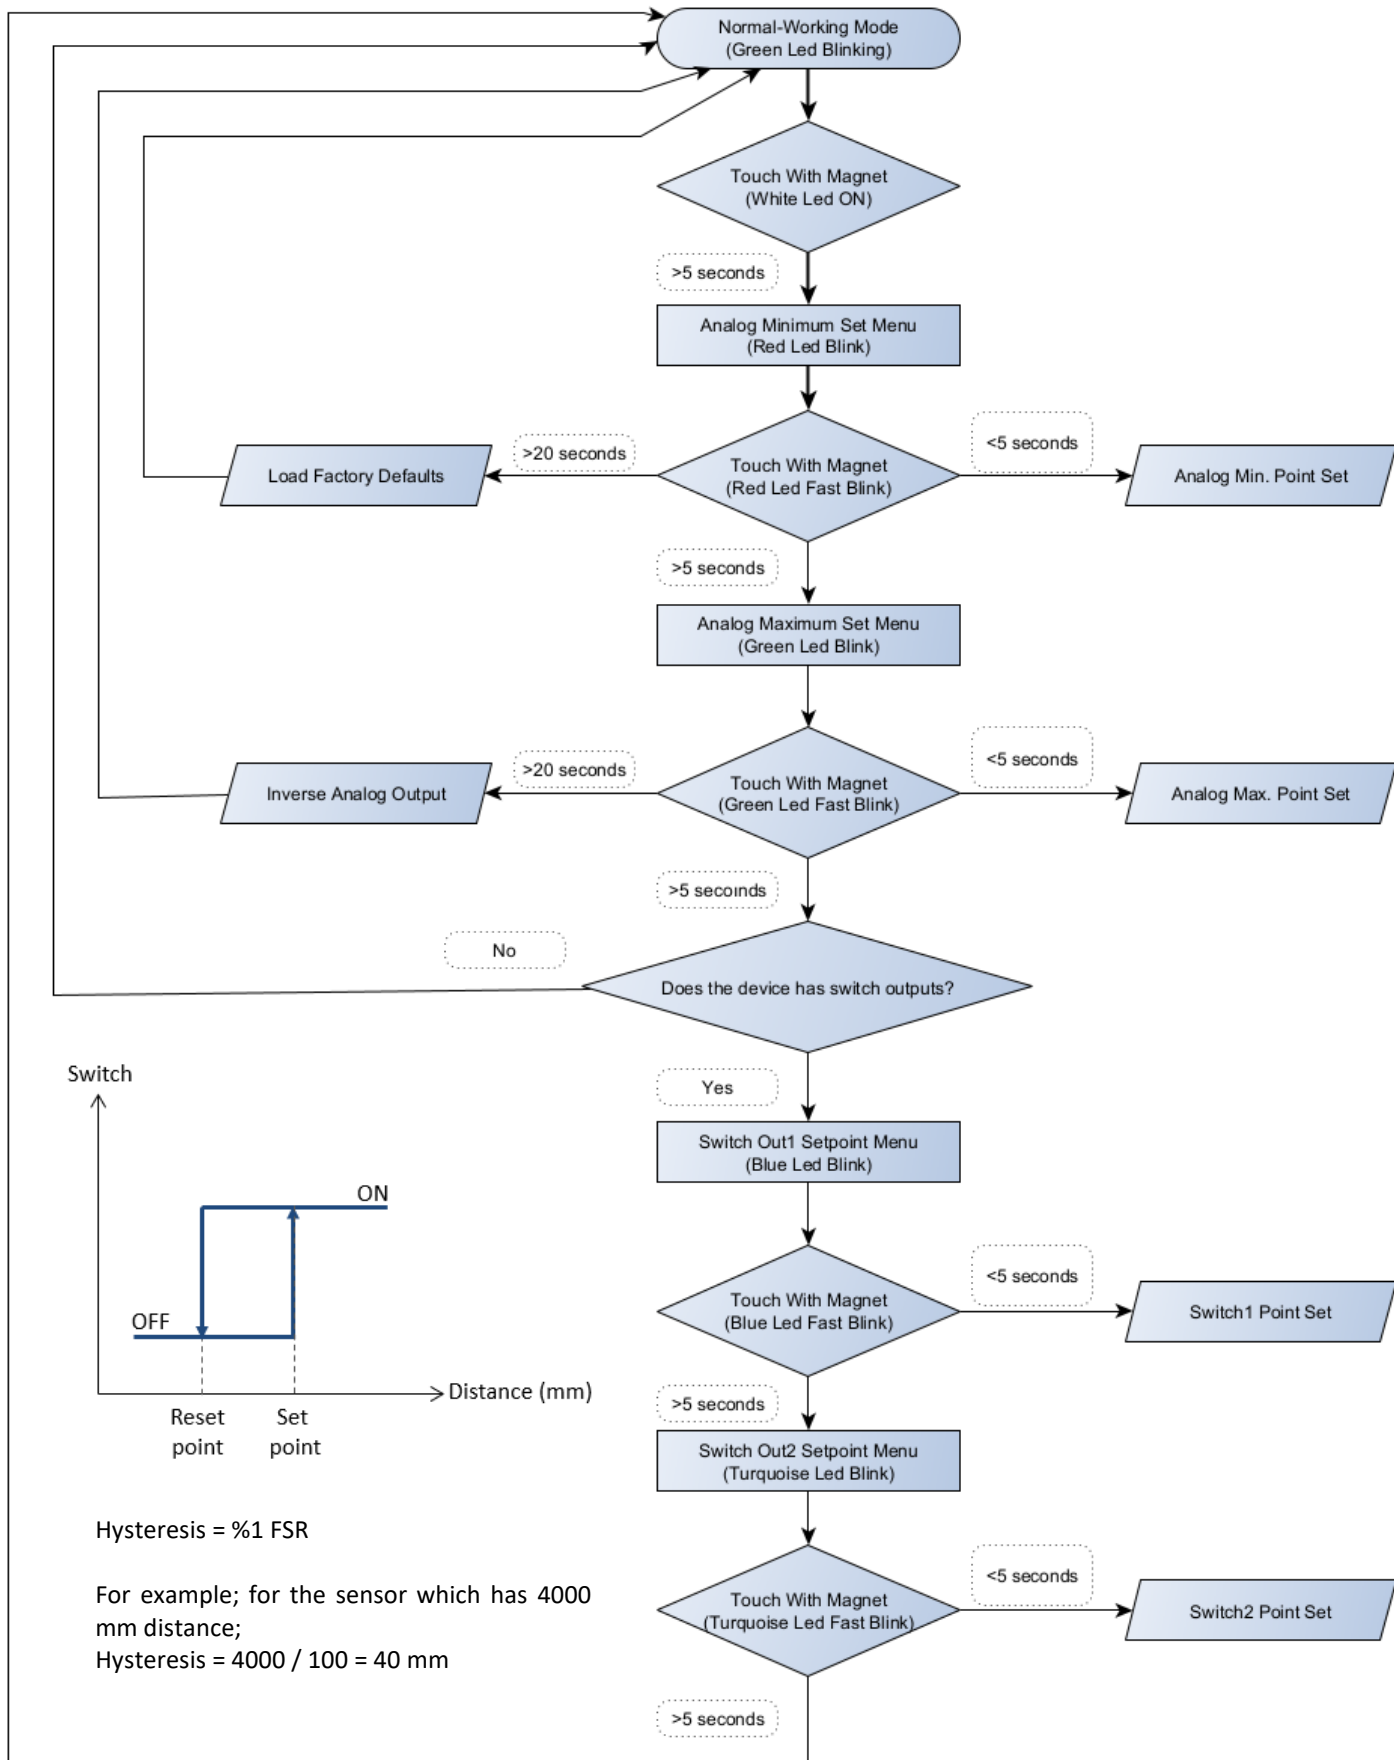 Normal-Working Mode
(Green Led Blinking)
Touch With Magnet
(White Led ON)
>5 seconds
Analog Minimum Set Menu
(Red Led Blink)
>20 seconds
<5 seconds
Load Factory Defaults
Touch With Magnet
(Red Led Fast Blink)
Analog Min. Point Set
>5 seconds
Analog Maximum Set Menu
(Green Led Blink)
>20 seconds
<5 seconds
Inverse Analog Output
Touch With Magnet
(Green Led Fast Blink)
Analog Max. Point Set
>5 secoınds
No
Does the device has switch outputs?
Yes
Switch Out1 Setpoint Menu
(Blue Led Blink)
<5 seconds
Touch With Magnet
(Blue Led Fast Blink)
Switch1 Point Set
>5 seconds
Switch Out2 Setpoint Menu
(Turquoise Led Blink)
<5 seconds
Touch With Magnet
(Turquoise Led Fast Blink)
Switch2 Point Set
>5 seconds
Switch
ON
OFF
Distance (mm)
Reset
point
Set
point
Hysteresis = %1 FSR
For example; for the sensor which has 4000
mm distance;
Hysteresis = 4000 / 100 = 40 mm